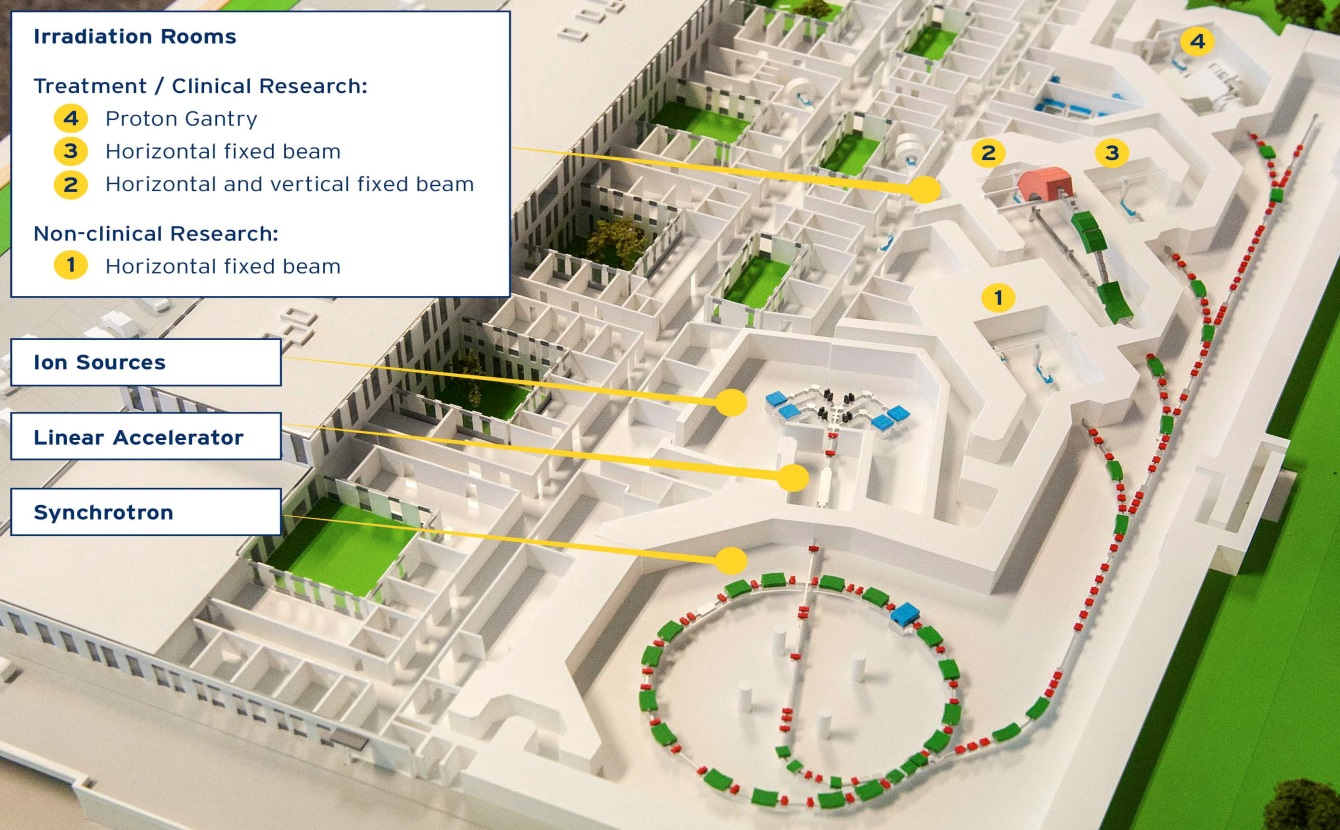 Irradiation Rooms
Treatment / Clinical Research:
4 Proton Gantry
3 Horizontal fixed beam
2 Horizontal and vertical fixed beam
Non-clinical Research:
1 Horizontal fixed beam
Ion Sources
Linear Accelerator
Synchrotron
4
2
3
1